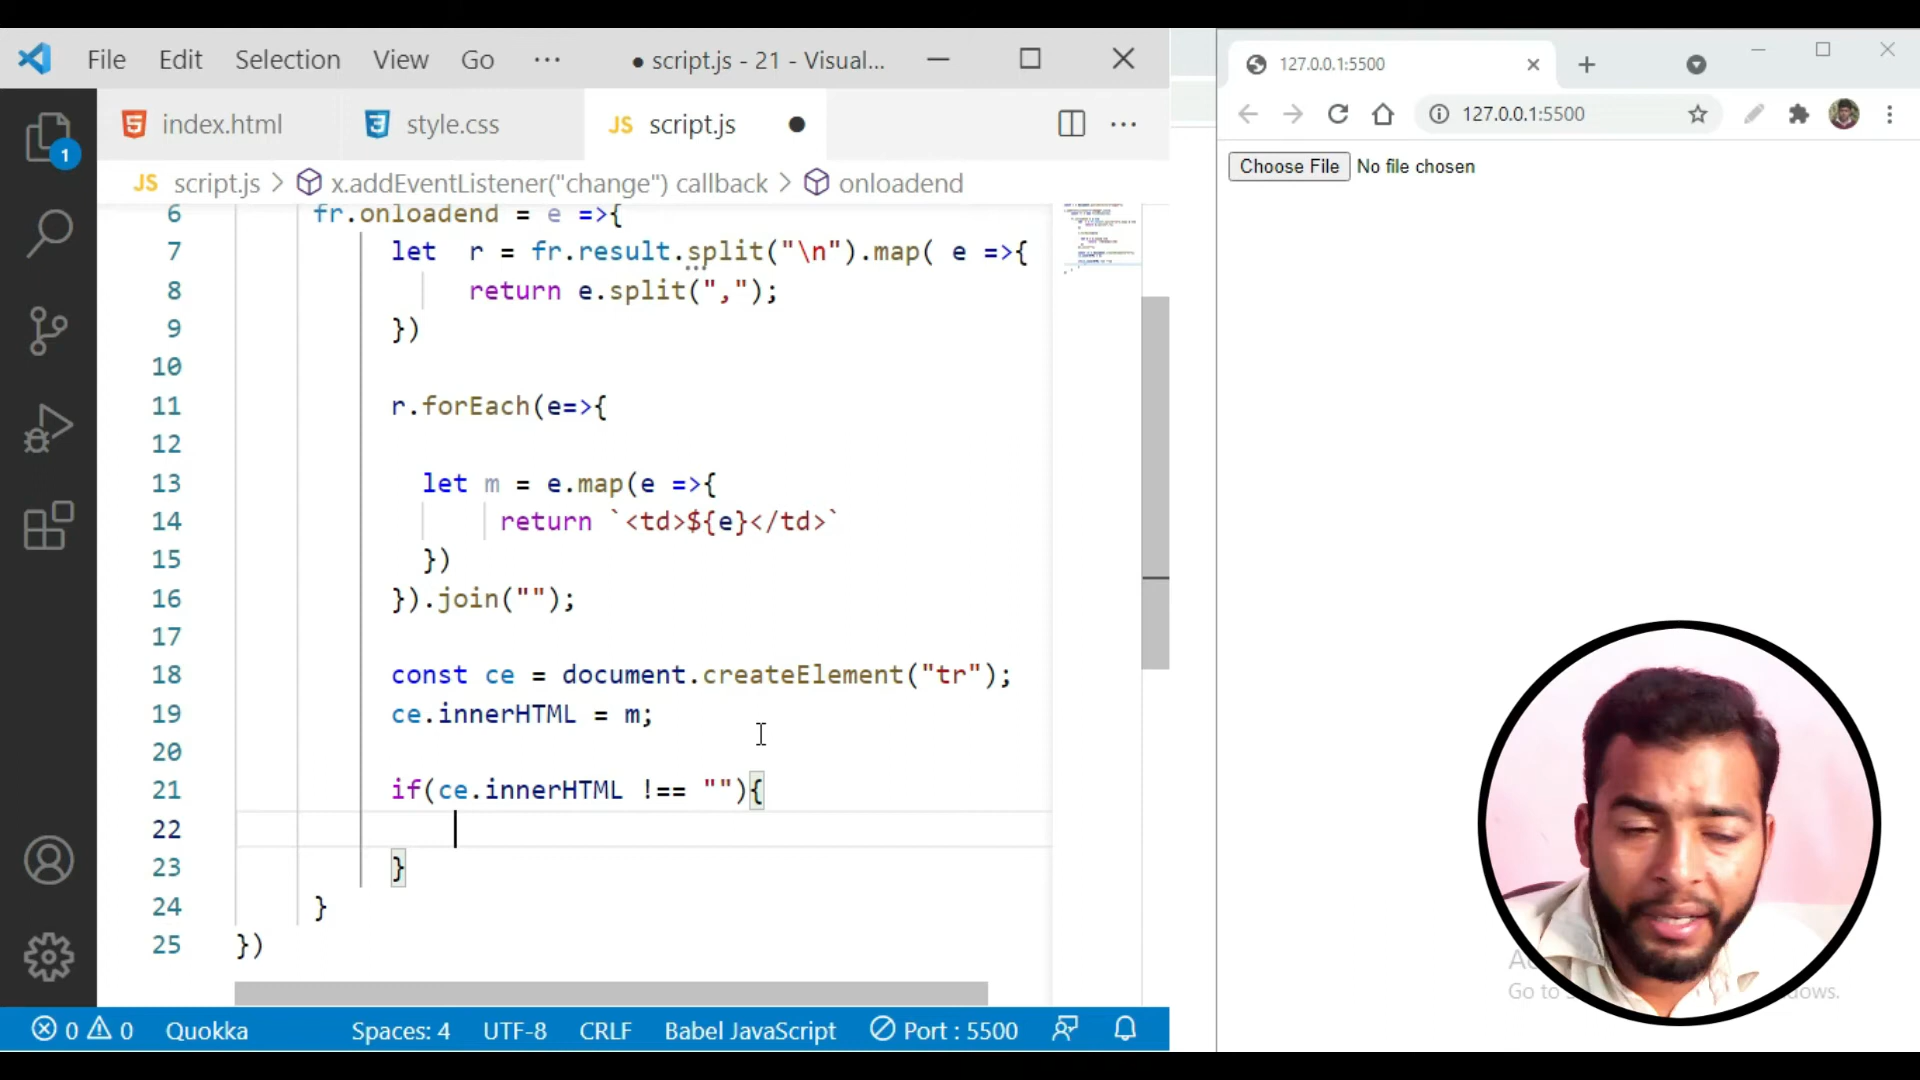 File Edit Selection View Go ··· ● script.js - 21 - Visual...
index.html style.css JS script.js ●
JS script.js > x.addEventListener("change") callback > onloadend
6 fr.onloadend = e =>{
7 let r = fr.result.split("\n").map( e =>{
8 return e.split(",");
9 })
10
11 r.forEach(e=>{
12
13 let m = e.map(e =>{
14 return `<td>${e}</td>`
15 })
16 }).join("");
17
18 const ce = document.createElement("tr");
19 ce.innerHTML = m;
20
21 if(ce.innerHTML !== ""){
22
23 }
24 }
25 })
1
0 0 Quokka Spaces: 4 UTF-8 CRLF Babel JavaScript Port : 5500
127.0.0.1:5500
127.0.0.1:5500
Choose File No file chosen
Go to